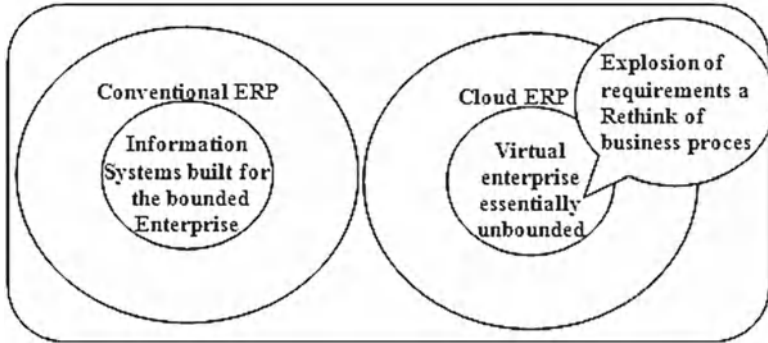 Conventional ERP
Information
Systems built for
the bounded
Enterprise
Cloud ERP
Virtual
enterprise
essentially
unbounded
Explosion of
requirements a
Rethink of
business proces